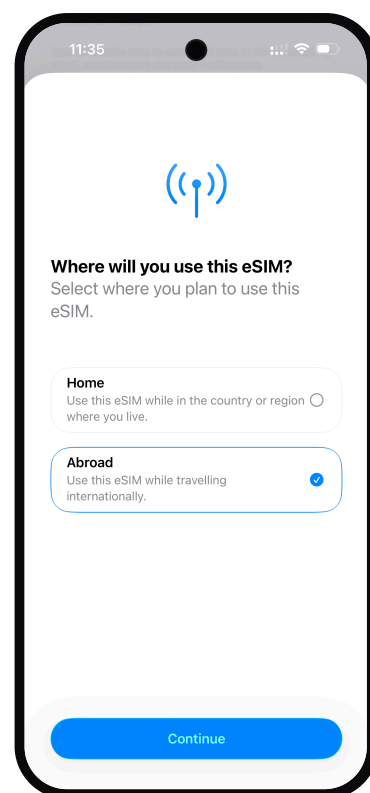 11:35
Where will you use this eSIM?
Select where you plan to use this
eSIM.
Home
Use this eSIM while in the country or region
where you live.
Abroad
Use this eSIM while travelling
internationally.
Continue